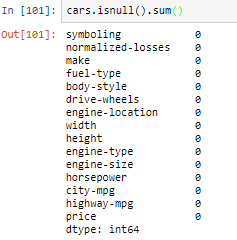 In [101]: cars.isnull().sum()
Out[101]: symboling 0
normalized-losses 0
make 0
fuel-type 0
body-style 0
drive-wheels 0
engine-location 0
width 0
height 0
engine-type 0
engine-size 0
horsepower 0
city-mpg 0
highway-mpg 0
price 0
dtype: int64